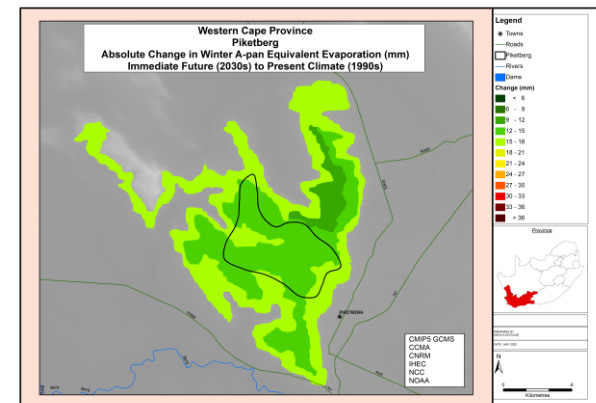 Western Cape Province
Piketberg
Absolute Change in Winter A-pan Equivalent Evaporation (mm)
Immediate Future (2030s) to Present Climate (1990s)
PIKETBERG
CMIP5 GCMS
CCMA
CNRM
IHEC
NCC
NOAA
Legend
Towns
Roads
Piketberg
Rivers
Dams
Change (mm)
< 6
6 - 9
9 - 12
12 - 15
15 - 18
18 - 21
21 - 24
24 - 27
27 - 30
30 - 33
33 - 36
> 36
Province
N
Kilometres